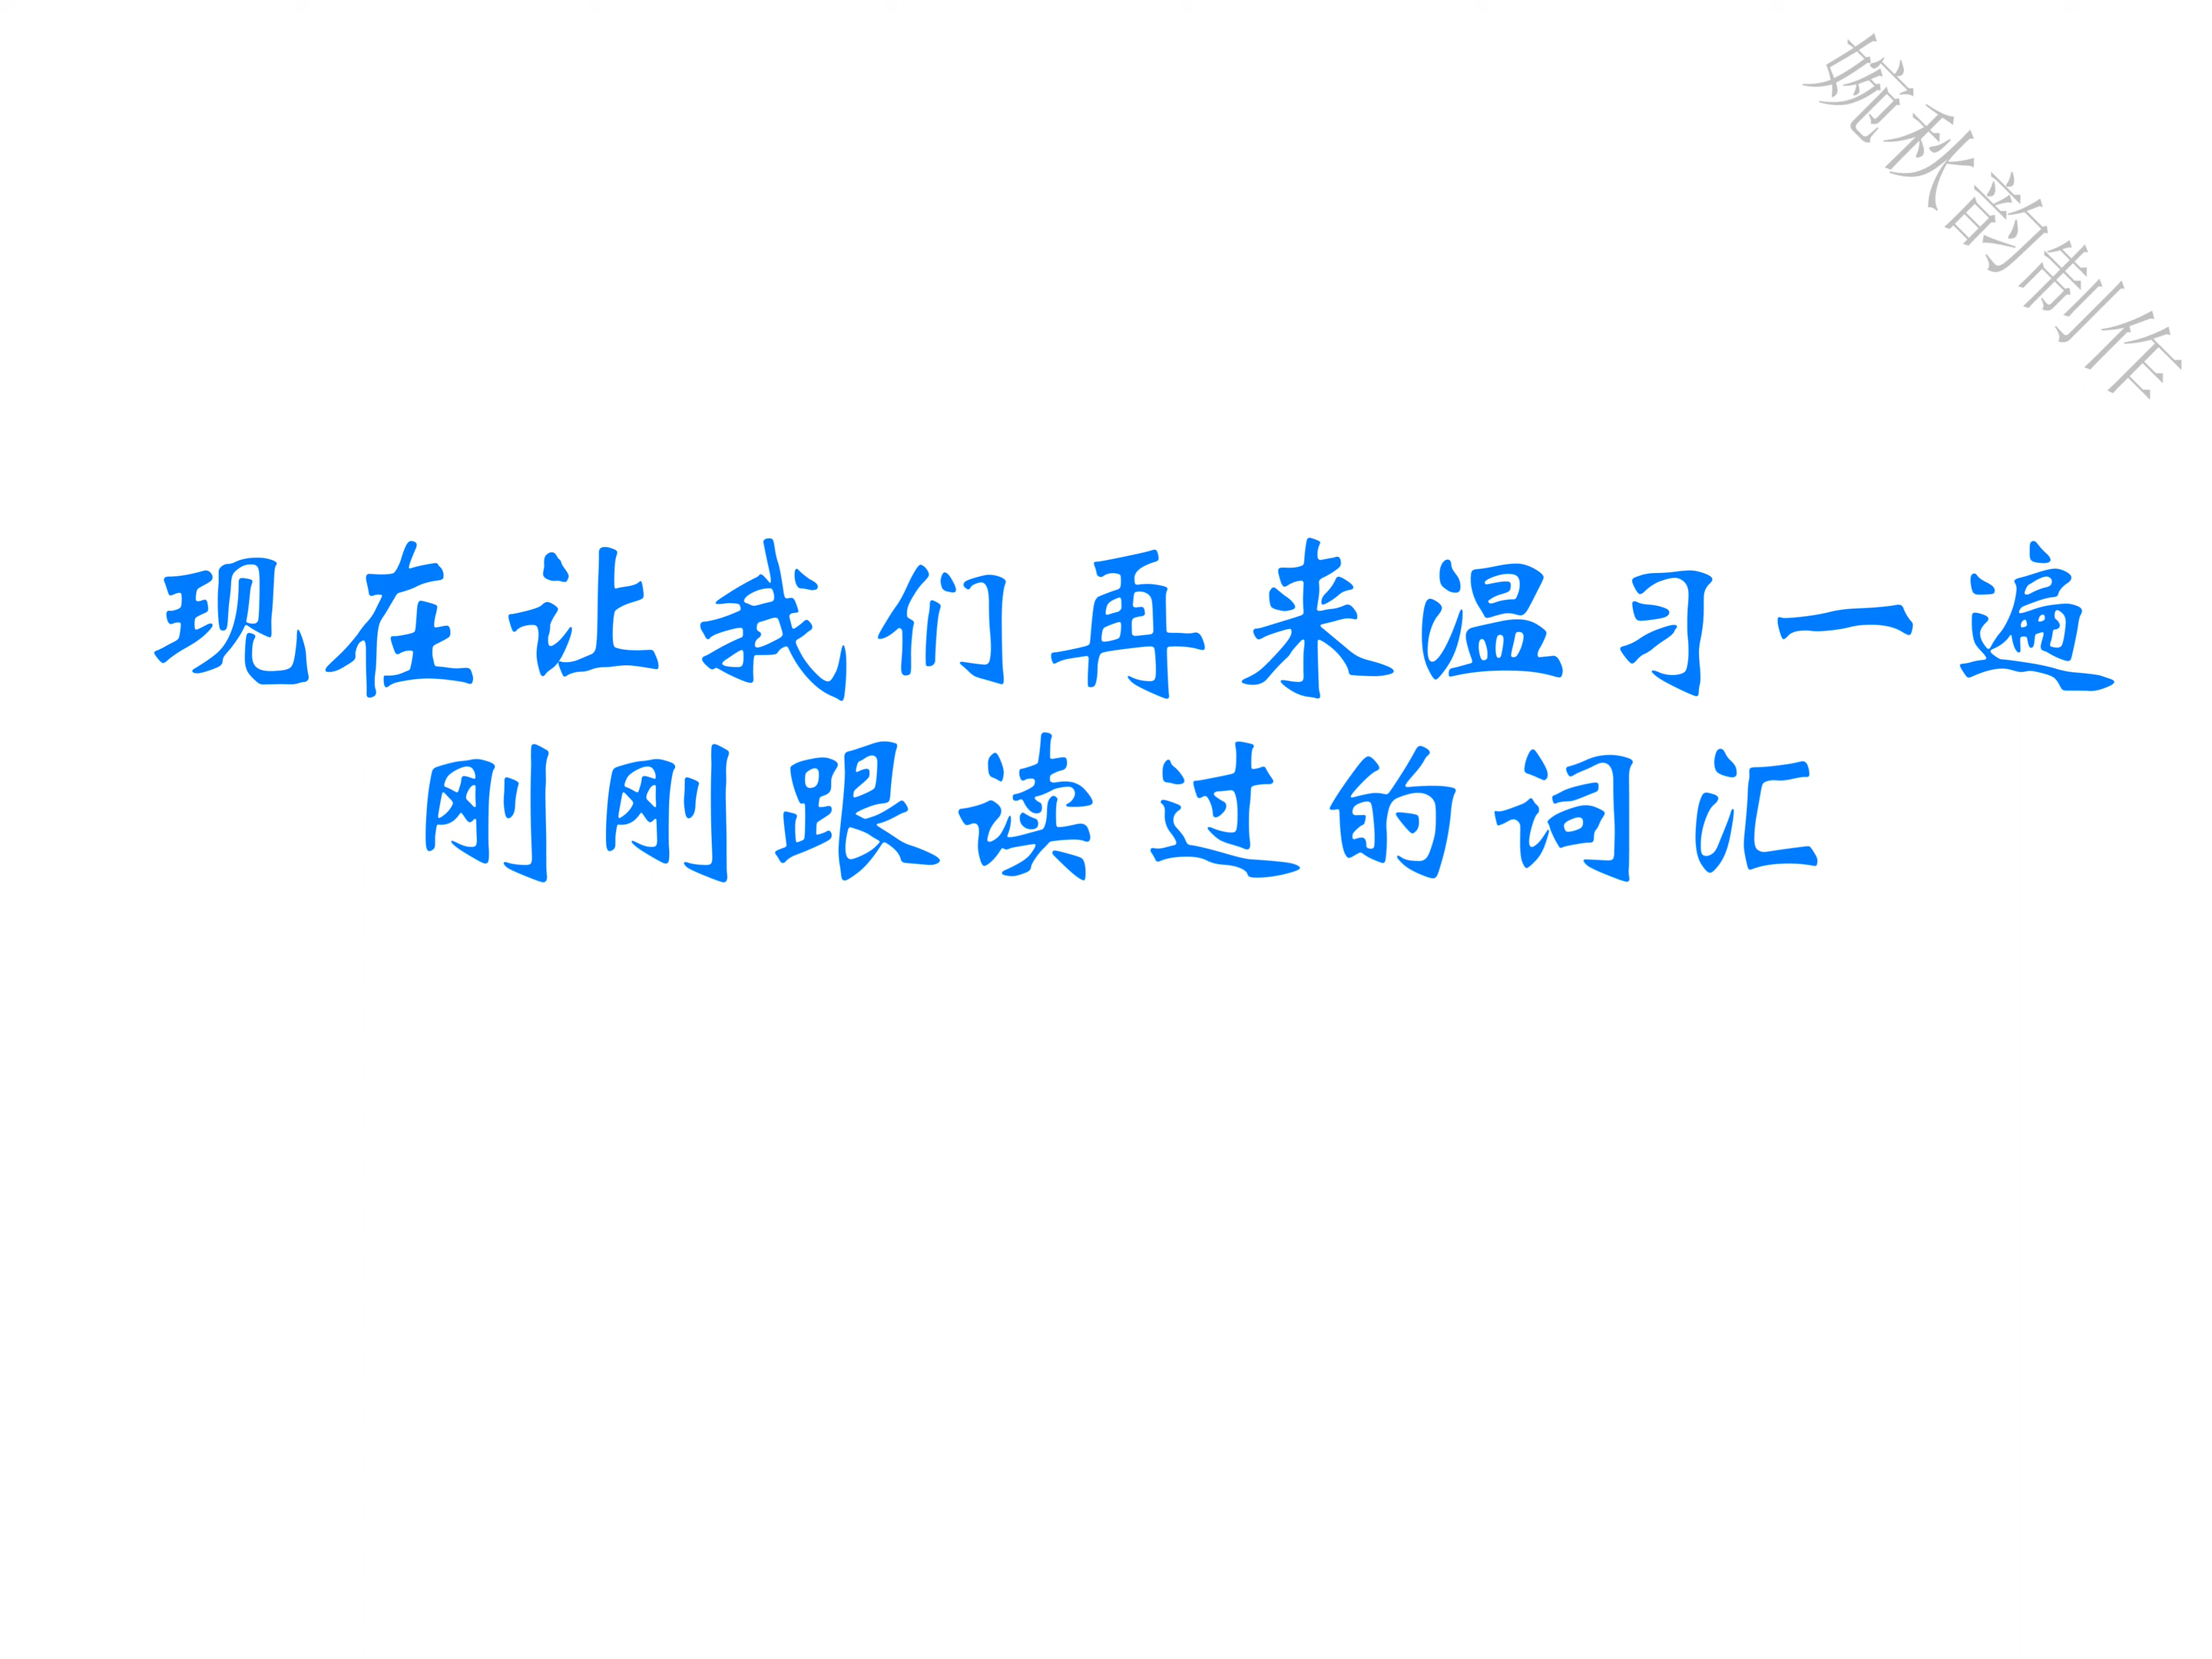 现在让我们再来温习一遍
刚刚跟读过的词汇
秋韵制作